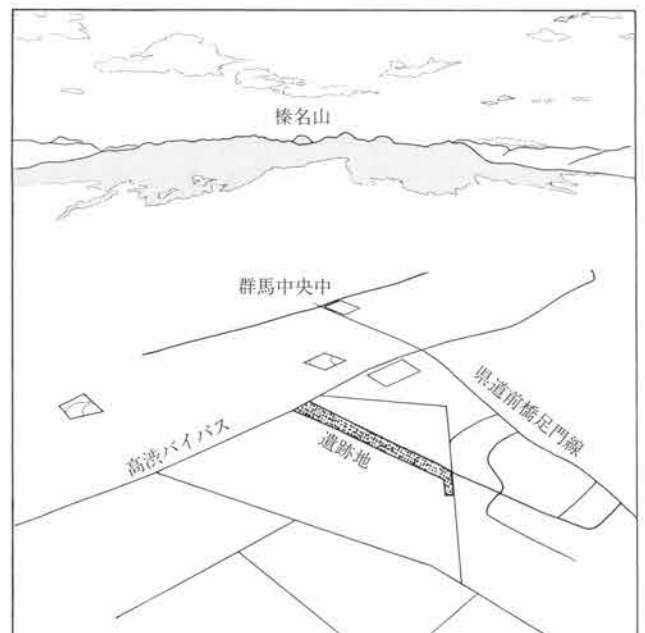 榛名山
群馬中央中
県道前橋足門線
高渋バイパス
遺跡地